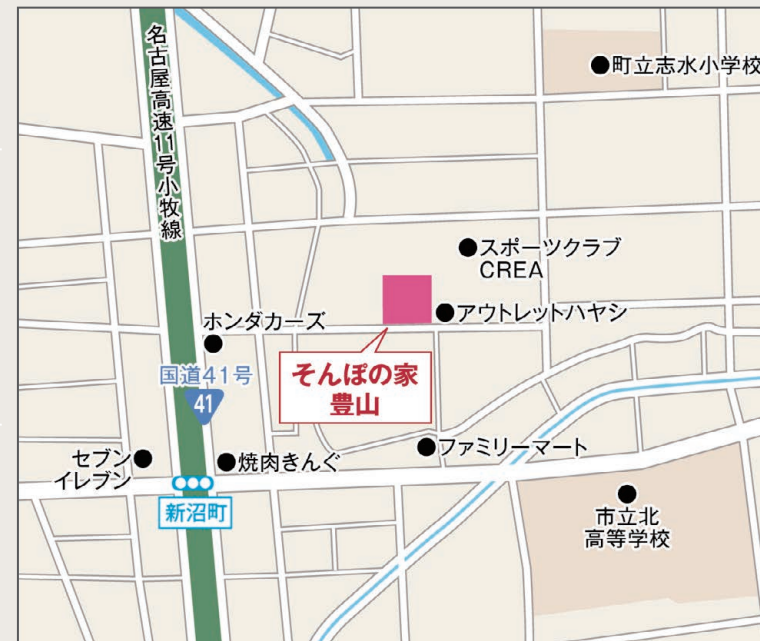 名古屋高速11号小牧線
町立志水小学校
スポーツクラブ
CREA
アウトレットハヤシ
ホンダカーズ
国道41号
41
そんぽの家
豊山
セブン
イレブン
焼肉きんぐ
ファミリーマート
新沼町
市立北
高等学校